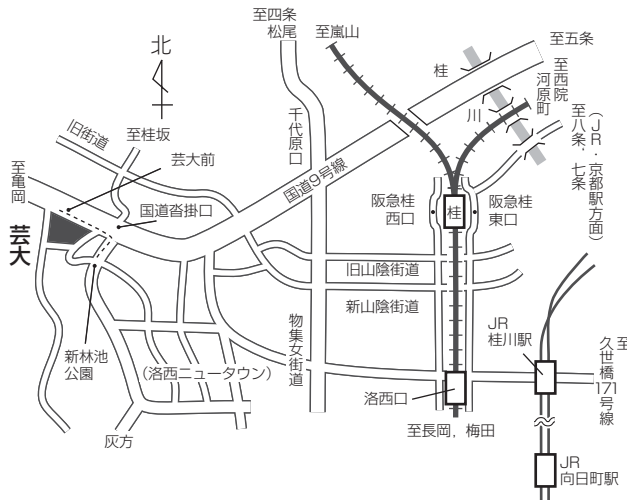 至四条
松尾
至嵐山
至五条
北
桂
川
至西院
河原町
(JR・京都駅方面)
至八条,七条
千代原口
旧街道
至桂坂
芸大前
国道9号線
至亀岡
国道沓掛口
芸大
阪急桂
西口
桂
阪急桂
東口
旧山陰街道
新山陰街道
物集女街道
新林池
公園
(洛西ニュータウン)
JR
桂川駅
至
久世橋
171
号線
洛西口
灰方
至長岡,梅田
JR
向日町駅